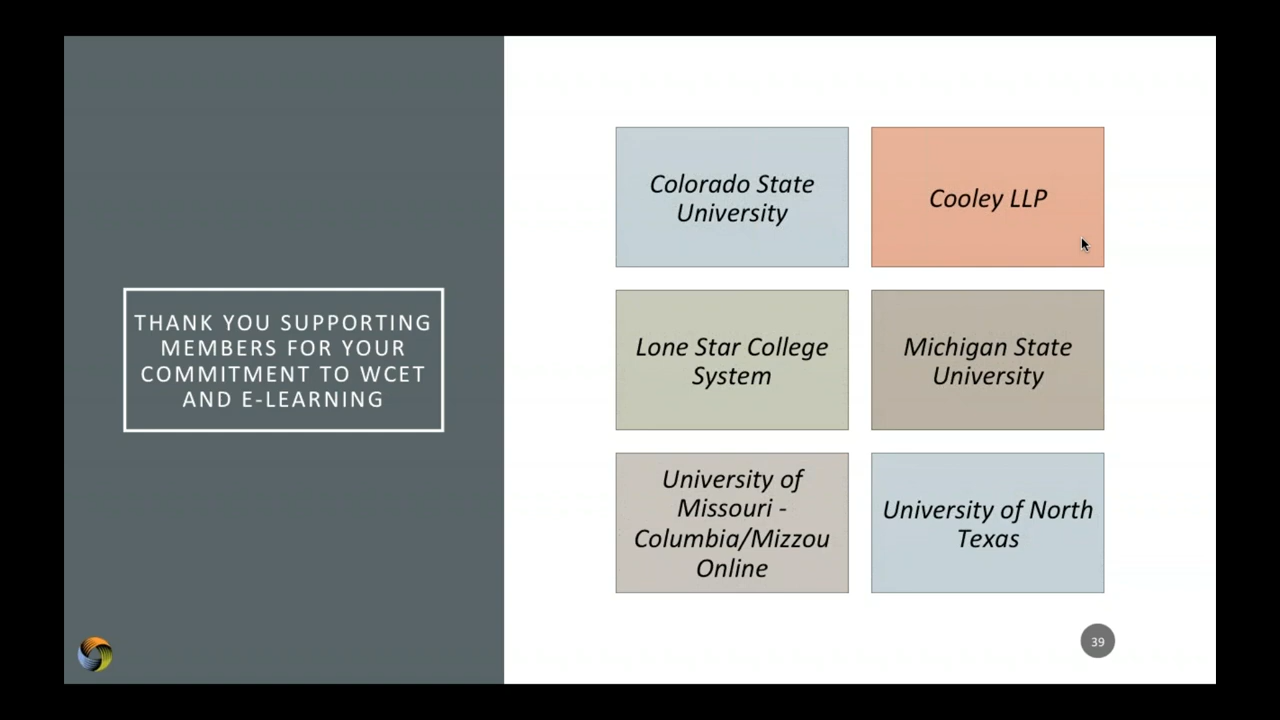 THANK YOU SUPPORTING
MEMBERS FOR YOUR
COMMITMENT TO WCET
AND E-LEARNING
Colorado State
University
Cooley LLP
Lone Star College
System
Michigan State
University
University of
Missouri -
Columbia/Mizzou
Online
University of North
Texas
39